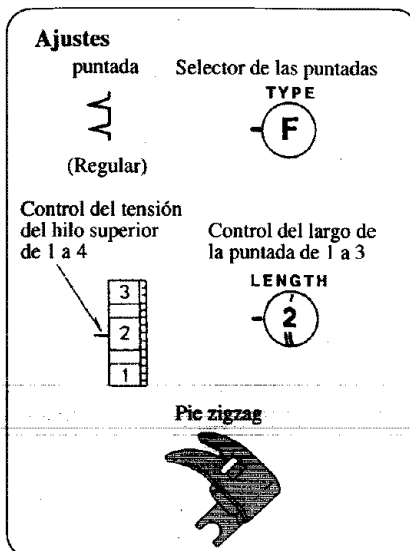 Ajustes
puntada
Selector de las puntadas
TYPE
F
(Regular)
Control del tensión
del hilo superior
de 1 a 4
Control del largo de
la puntada de 1 a 3
LENGTH
3
2
1
2
Pie zigzag